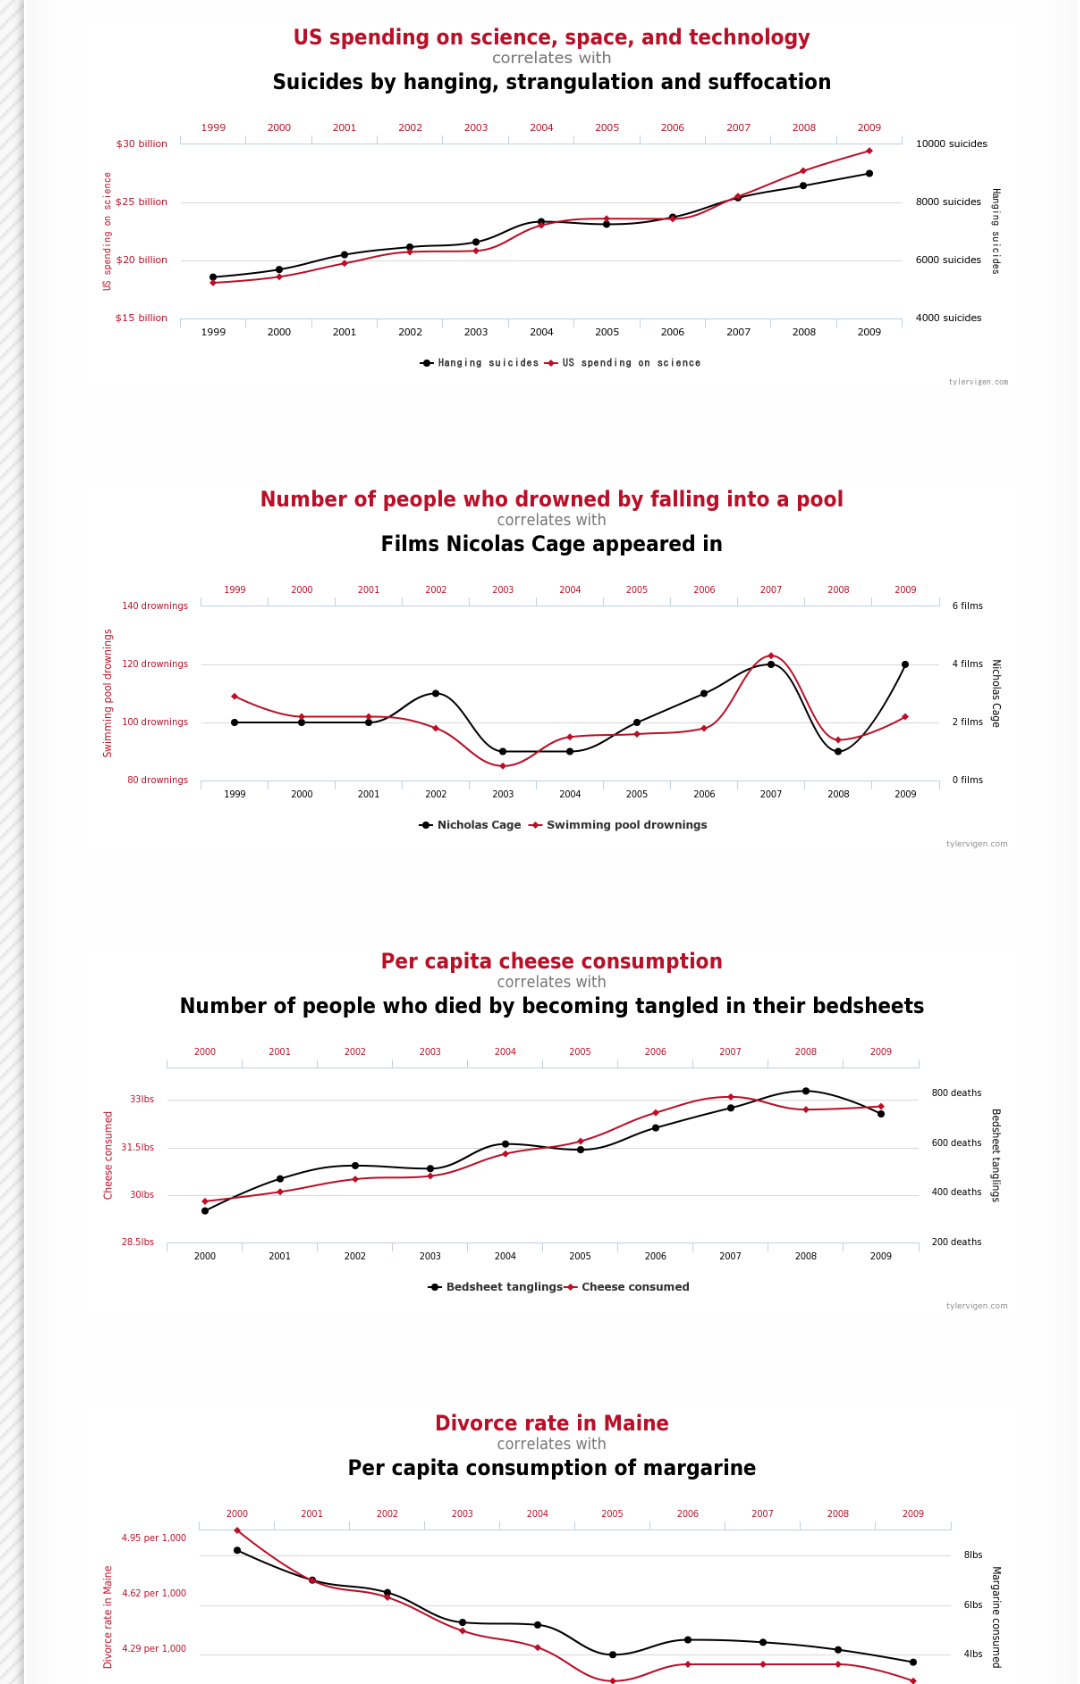 US spending on science, space, and technology
correlates with
Suicides by hanging, strangulation and suffocation
1999 2000 2001 2002 2003 2004 2005 2006 2007 2008 2009
$30 billion 10000 suicides
$25 billion 8000 suicides
$20 billion 6000 suicides
$15 billion 4000 suicides
US spending on science
Hanging suicides
1999 2000 2001 2002 2003 2004 2005 2006 2007 2008 2009
Hanging suicides US spending on science
tylervigen.com
Number of people who drowned by falling into a pool
correlates with
Films Nicolas Cage appeared in
1999 2000 2001 2002 2003 2004 2005 2006 2007 2008 2009
140 drownings 6 films
120 drownings 4 films
100 drownings 2 films
80 drownings 0 films
Swimming pool drownings
Nicholas Cage
1999 2000 2001 2002 2003 2004 2005 2006 2007 2008 2009
Nicholas Cage Swimming pool drownings
tylervigen.com
Per capita cheese consumption
correlates with
Number of people who died by becoming tangled in their bedsheets
2000 2001 2002 2003 2004 2005 2006 2007 2008 2009
33lbs 800 deaths
31.5lbs 600 deaths
30lbs 400 deaths
28.5lbs 200 deaths
Cheese consumed
Bedsheet tanglings
2000 2001 2002 2003 2004 2005 2006 2007 2008 2009
Bedsheet tanglings Cheese consumed
tylervigen.com
Divorce rate in Maine
correlates with
Per capita consumption of margarine
2000 2001 2002 2003 2004 2005 2006 2007 2008 2009
4.95 per 1,000 8lbs
4.62 per 1,000 6lbs
4.29 per 1,000 4lbs
Divorce rate in Maine
Margarine consumed